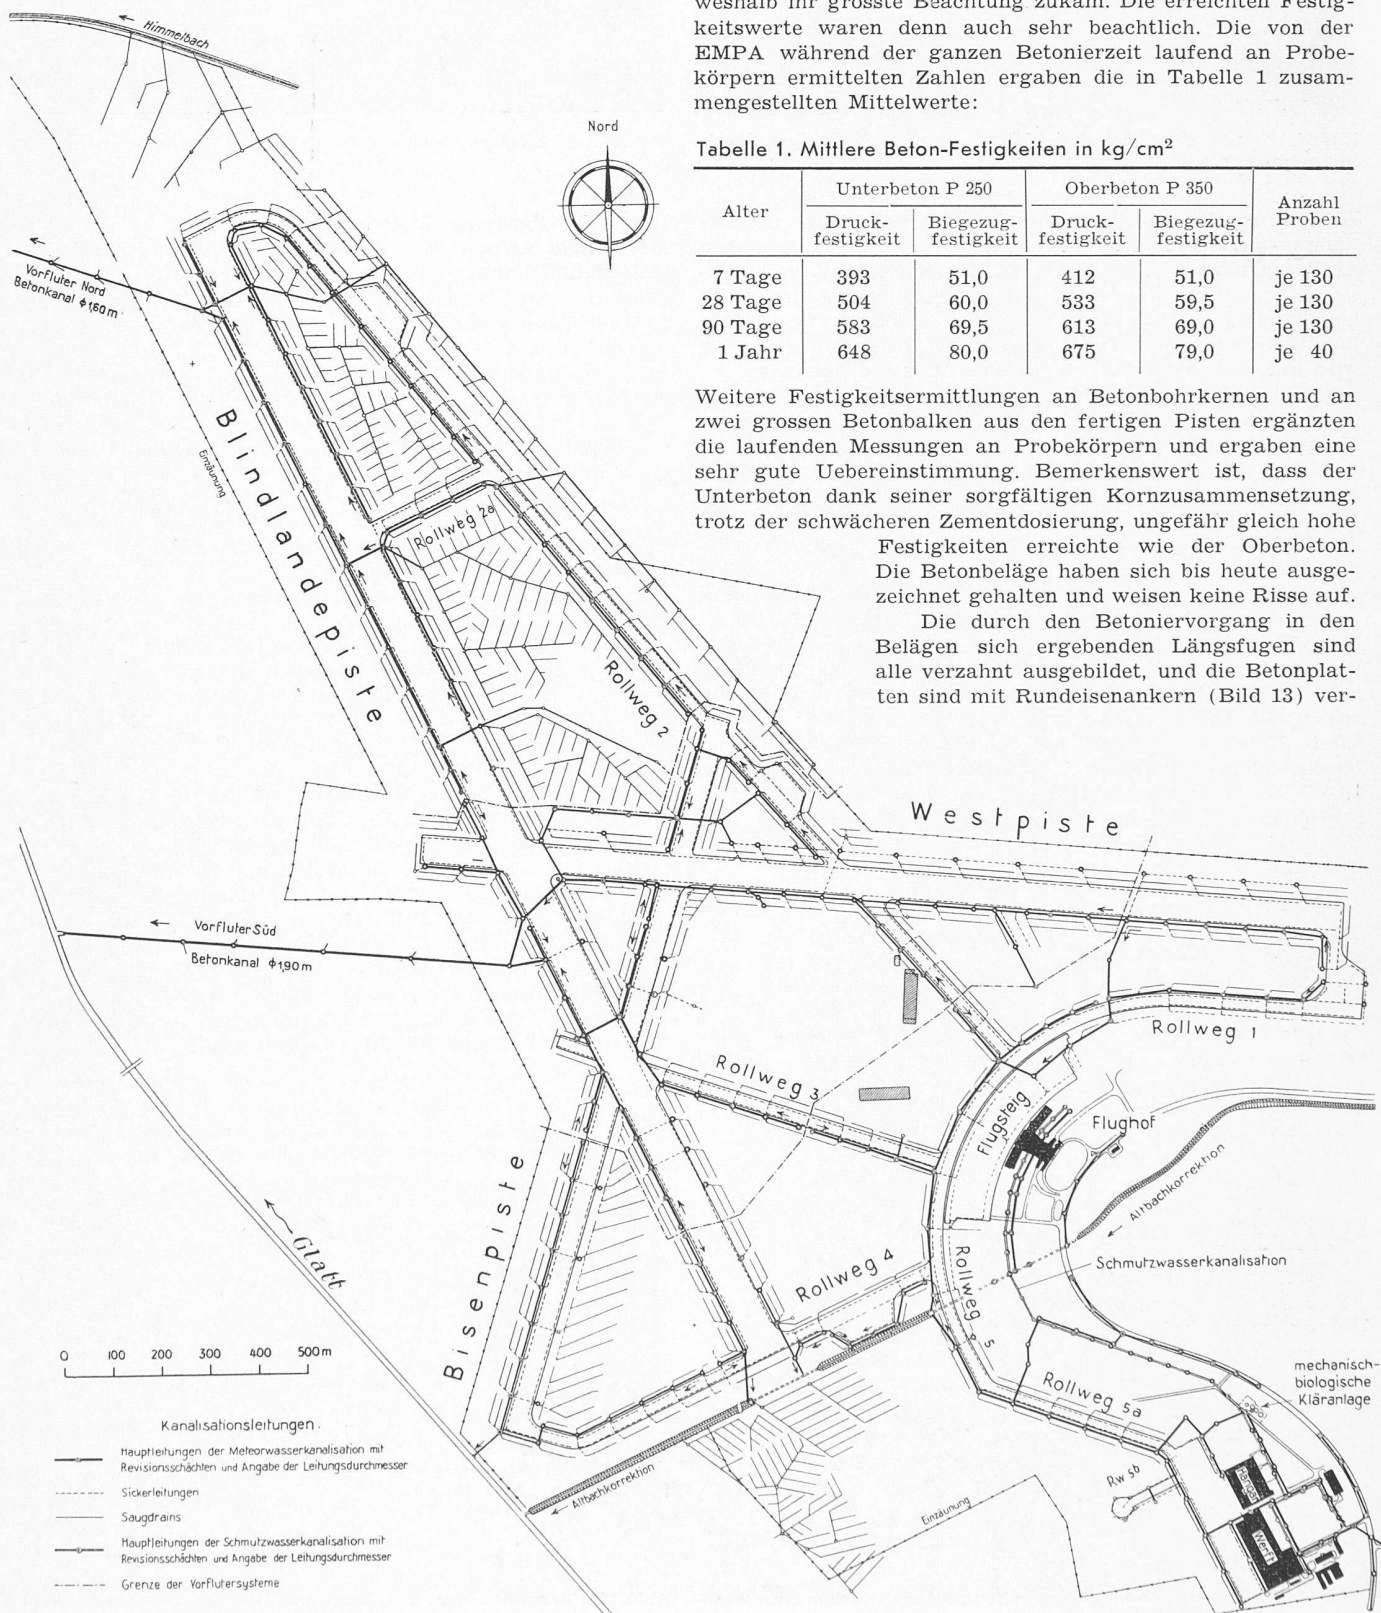 weshalb ihr grösste Beachtung zukam. Die erreichten Festig-
keitswerte waren denn auch sehr beachtlich. Die von der
EMPA während der ganzen Betonierzeit laufend an Probe-
körpern ermittelten Zahlen ergaben die in Tabelle 1 zusam-
mengestellten Mittelwerte:
Tabelle 1. Mittlere Beton-Festigkeiten in kg/cm²
Alter | Unterbeton P 250 | Oberbeton P 350 | Anzahl Proben
Druck-festigkeit | Biegezug-festigkeit | Druck-festigkeit | Biegezug-festigkeit
7 Tage 393 51,0 412 51,0 je 130
28 Tage 504 60,0 533 59,5 je 130
90 Tage 583 69,5 613 69,0 je 130
1 Jahr 648 80,0 675 79,0 je 40
Weitere Festigkeitsermittlungen an Betonbohrkernen und an
zwei grossen Betonbalken aus den fertigen Pisten ergänzten
die laufenden Messungen an Probekörpern und ergaben eine
sehr gute Uebereinstimmung. Bemerkenswert ist, dass der
Unterbeton dank seiner sorgfältigen Kornzusammensetzung,
trotz der schwächeren Zementdosierung, ungefähr gleich hohe
Festigkeiten erreichte wie der Oberbeton.
Die Betonbeläge haben sich bis heute ausge-
zeichnet gehalten und weisen keine Risse auf.
Die durch den Betoniervorgang in den
Belägen sich ergebenden Längsfugen sind
alle verzahnt ausgebildet, und die Betonplat-
ten sind mit Rundeisenankern (Bild 13) ver-
Himmelbach
Nord
Vorfluter Nord
Betonkanal ϕ 1,60 m
Blindlandepiste
Einzäunung
Rollweg 2a
Rollweg 2
Westpiste
Vorfluter Süd
Betonkanal ϕ 1,90 m
Rollweg 1
Rollweg 3
Flugsteig
Flughof
Altbachkorrektion
Bisenpiste
Glatt
Rollweg 4
Rollweg 5
Schmutzwasserkanalisation
Rollweg 5a
mechanisch-
biologische
Kläranlage
Rw 5b
Hangar
Werft
Altbachkorrektion
Einzäunung
0 100 200 300 400 500 m
Kanalisationsleitungen.
Hauptleitungen der Meteorwasserkanalisation mit
Revisionsschächten und Angabe der Leitungsdurchmesser
Sickerleitungen
Saugdrains
Hauptleitungen der Schmutzwasserkanalisation mit
Revisionsschächten und Angabe der Leitungsdurchmesser
Grenze der Vorflutersysteme